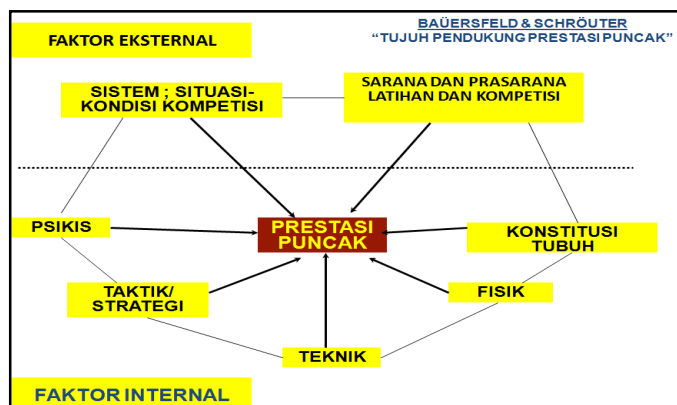 FAKTOR EKSTERNAL
BAÜERSFELD & SCHRÖUTER
“TUJUH PENDUKUNG PRESTASI PUNCAK”
SISTEM ; SITUASI-
KONDISI KOMPETISI
SARANA DAN PRASARANA
LATIHAN DAN KOMPETISI
PSIKIS
PRESTASI
PUNCAK
KONSTITUSI
TUBUH
TAKTIK/
STRATEGI
FISIK
TEKNIK
FAKTOR INTERNAL